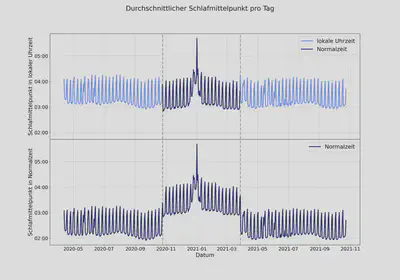 Durchschnittlicher Schlafmittelpunkt pro Tag
Schlafmittelpunkt in lokaler Uhrzeit
05:00
04:00
03:00
02:00
lokale Uhrzeit
Normalzeit
Schlafmittelpunkt in Normalzeit
05:00
04:00
03:00
02:00
Normalzeit
2020-05 2020-07 2020-09 2020-11 2021-01 2021-03 2021-05 2021-07 2021-09 2021-11
Datum